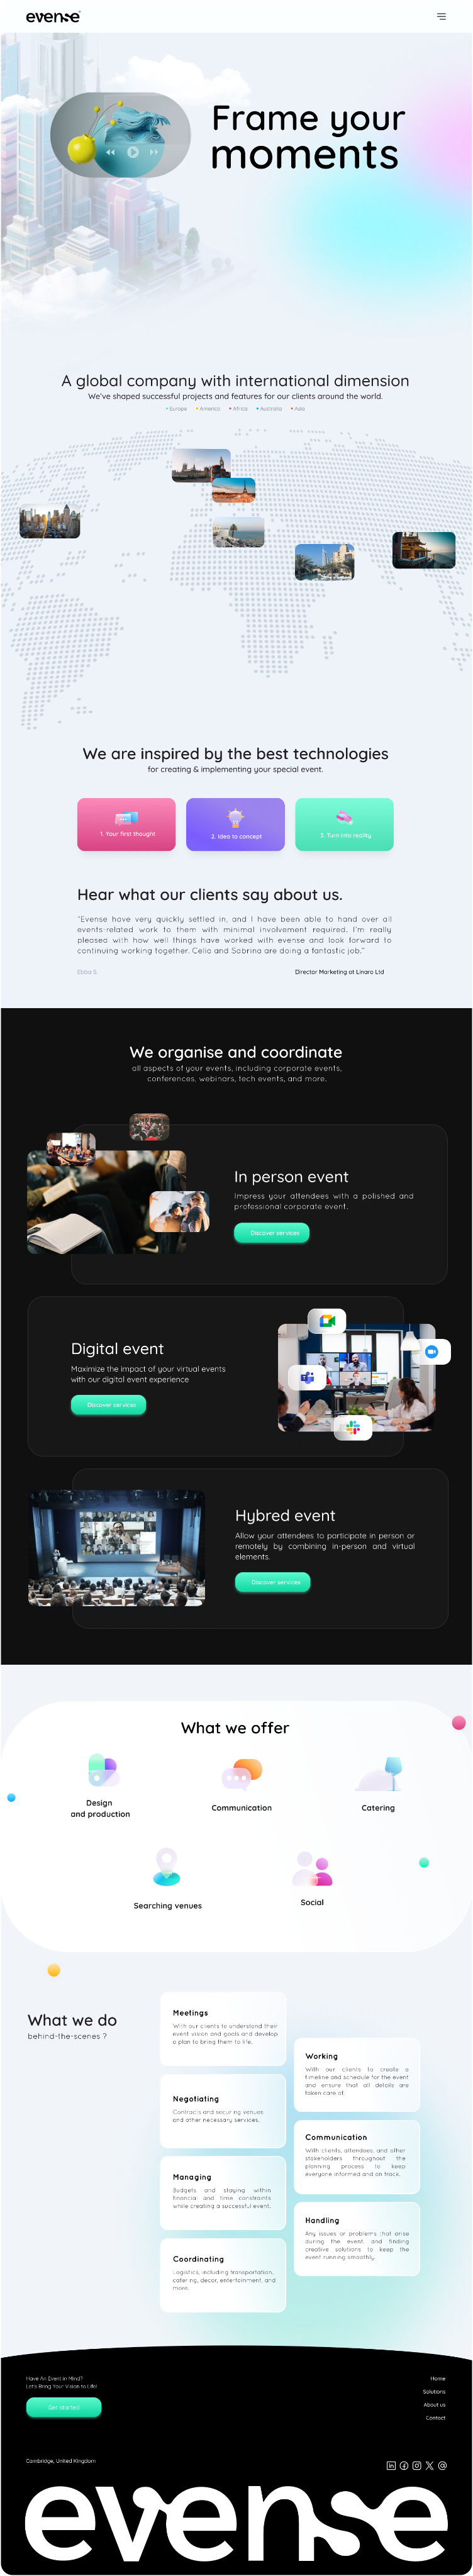 evense
Frame your
moments
A global company with international dimension
We've shaped successful projects and features for our clients around the world.
Europe America Africa Australia Asia
We are inspired by the best technologies
for creating & implementing your special event.
1. Your first thought
2. Idea to concept
3. Turn into reality
Hear what our clients say about us.
"Evense have very quickly settled in, and I have been able to hand over all
events-related work to them with minimal involvement required. I'm really
pleased with how well things have worked with evense and look forward to
continuing working together. Celia and Sabrina are doing a fantastic job."
Ebba S.
Director Marketing at Linaro Ltd
We organise and coordinate
all aspects of your events, including corporate events,
conferences, webinars, tech events, and more.
In person event
Impress your attendees with a polished and
professional corporate event.
Discover services
Digital event
Maximize the impact of your virtual events
with our digital event experience
Discover services
Hybred event
Allow your attendees to participate in person or
remotely by combining in-person and virtual
elements.
Discover services
What we offer
Design
and production
Communication
Catering
Searching venues
Social
What we do
behind-the-scenes ?
Meetings
With our clients to understand their
event vision and goals and develop
a plan to bring them to life.
Working
With our clients to create a
timeline and schedule for the event
and ensure that all details are
taken care of.
Negotiating
Contracts and securing venues
and other necessary services.
Communication
With clients, attendees, and other
stakeholders throughout the
planning process to keep
everyone informed and on track.
Managing
Budgets and staying within
financial and time constraints
while creating a successful event.
Handling
Any issues or problems that arise
during the event, and finding
creative solutions to keep the
event running smoothly.
Coordinating
Logistics, including transportation,
catering, decor, entertainment, and
more.
Have An Event in Mind?
Let's Bring Your Vision to Life!
Get started
Home
Solutions
About us
Contact
Cambridge, United Kingdom
evense